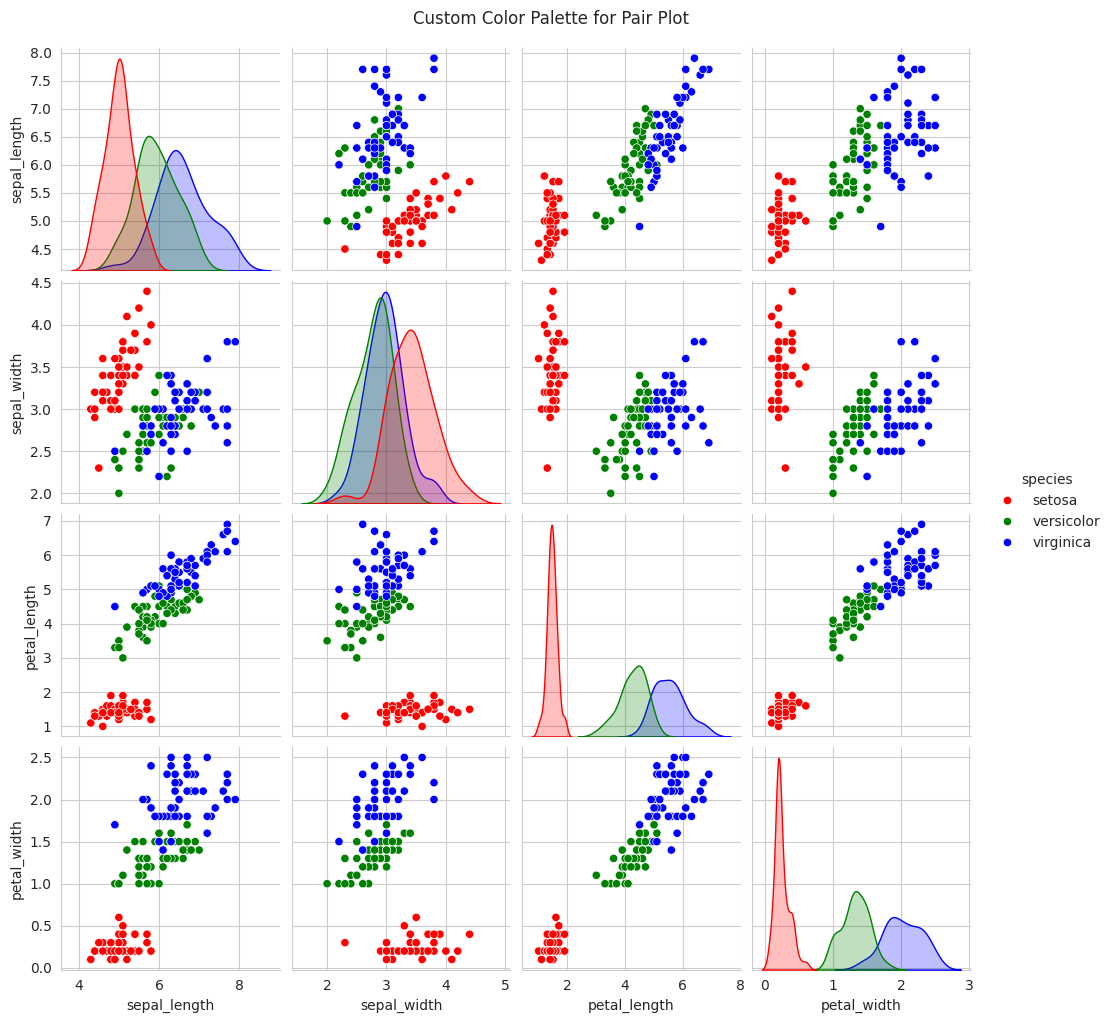 Custom Color Palette for Pair Plot
8.0
7.5
7.0
6.5
6.0
5.5
5.0
4.5
sepal_length
4.5
4.0
3.5
3.0
2.5
2.0
sepal_width
species
setosa
versicolor
virginica
7
6
5
4
3
2
1
petal_length
2.5
2.0
1.5
1.0
0.5
0.0
petal_width
4 6 8
sepal_length
2 3 4 5
sepal_width
2 4 6 8
petal_length
0 1 2 3
petal_width